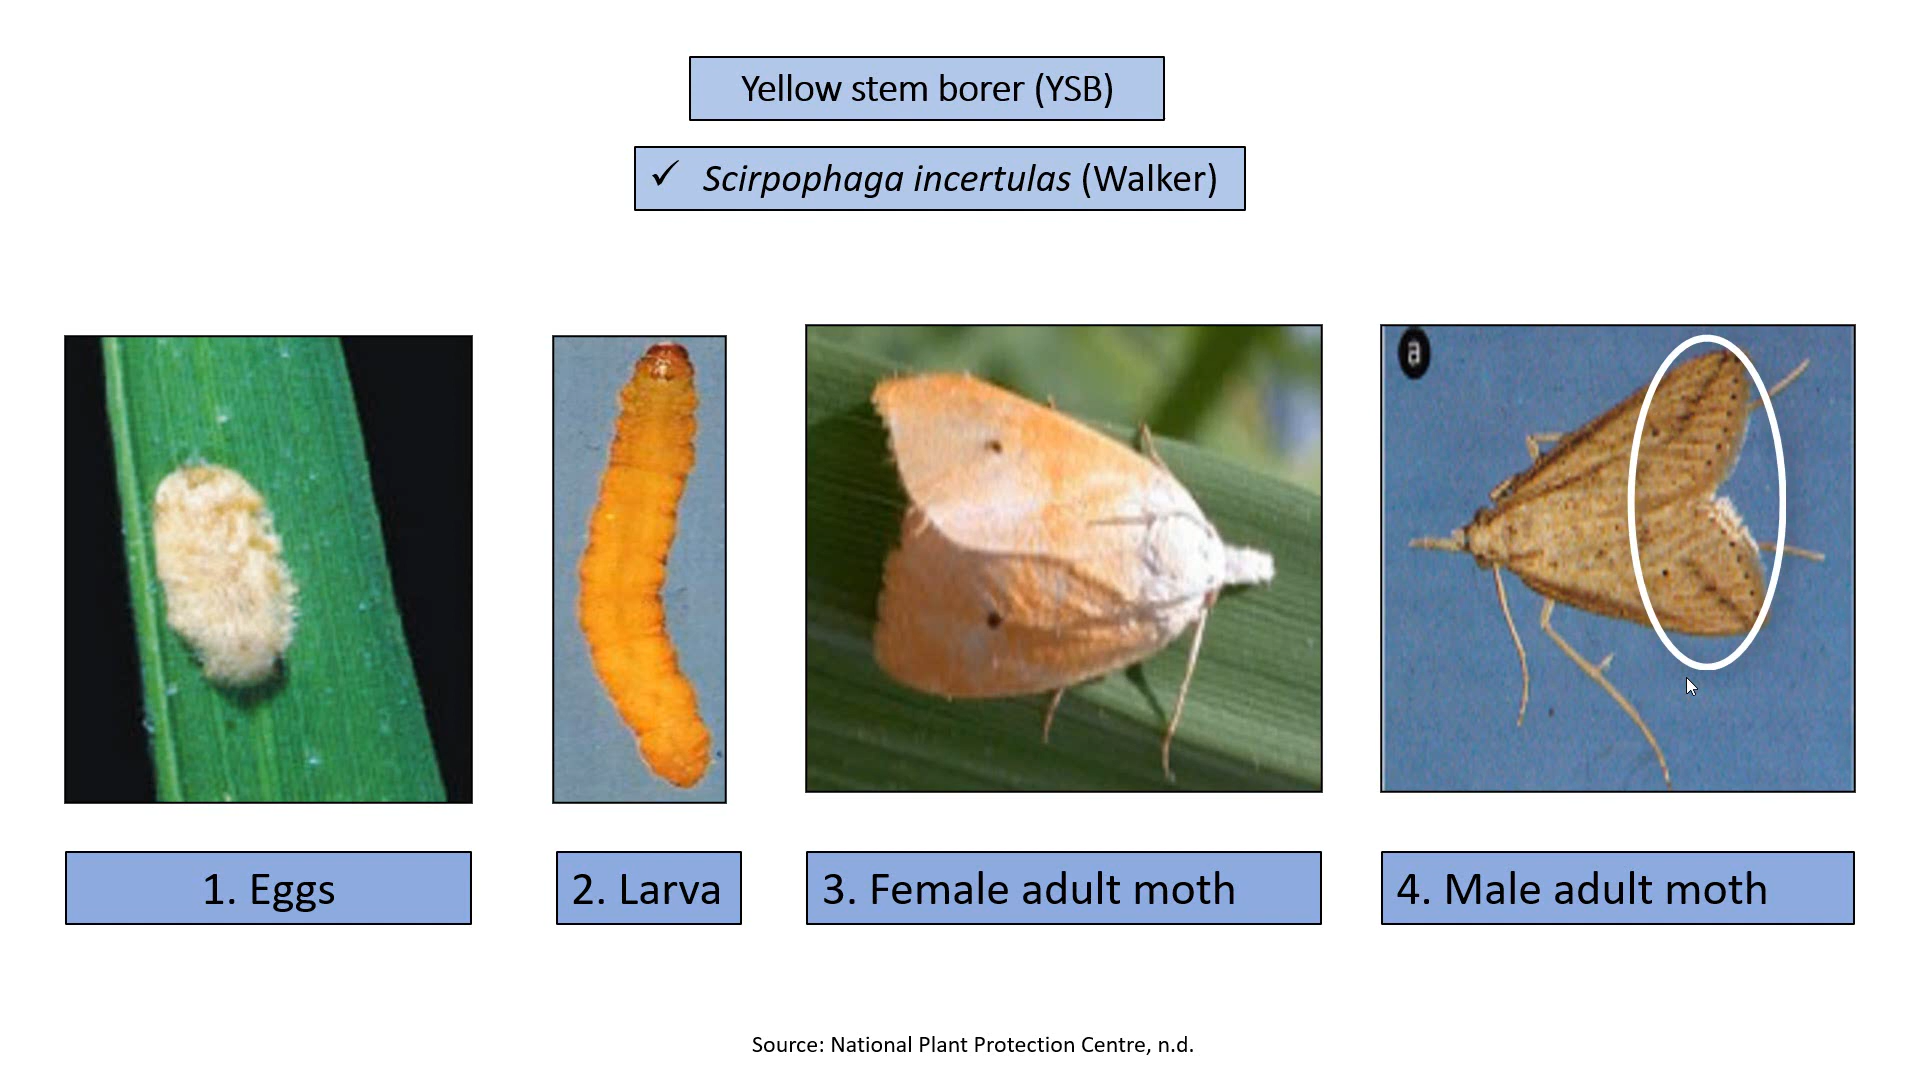 Yellow stem borer (YSB)
✓ Scirpophaga incertulas (Walker)
a
1. Eggs
2. Larva
3. Female adult moth
4. Male adult moth
Source: National Plant Protection Centre, n.d.